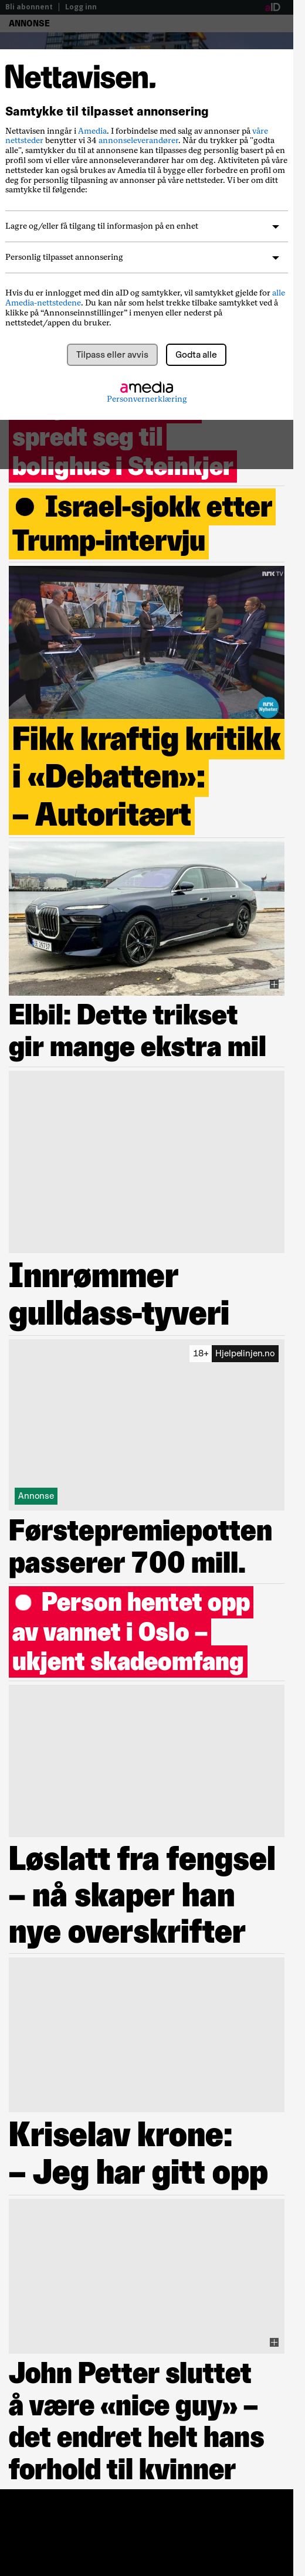 Bli abonnent | Logg inn
aID
ANNONSE
Nettavisen.
Samtykke til tilpasset annonsering
Nettavisen inngår i Amedia. I forbindelse med salg av annonser på våre
nettsteder benytter vi 34 annonseleverandører. Når du trykker på "godta
alle", samtykker du til at annonsene kan tilpasses deg personlig basert på en
profil som vi eller våre annonseleverandører har om deg. Aktiviteten på våre
nettsteder kan også brukes av Amedia til å bygge eller forbedre en profil om
deg for personlig tilpasning av annonser på våre nettsteder. Vi ber om ditt
samtykke til følgende:
Lagre og/eller få tilgang til informasjon på en enhet
Personlig tilpasset annonsering
Hvis du er innlogget med din aID og samtykker, vil samtykket gjelde for alle
Amedia-nettstedene. Du kan når som helst trekke tilbake samtykket ved å
klikke på “Annonseinnstillinger” i menyen eller nederst på
nettstedet/appen du bruker.
Tilpass eller avvis
Godta alle
amedia
Personvernerklæring
spredt seg til
bolighus i Steinkjer
Israel-sjokk etter
Trump-intervju
NRK TV
NRK
Nyheter
Fikk kraftig kritikk
i «Debatten»:
– Autoritært
Elbil: Dette trikset
gir mange ekstra mil
Innrømmer
gulldass-tyveri
18+ Hjelpelinjen.no
Annonse
Førstepremiepotten
passerer 700 mill.
Person hentet opp
av vannet i Oslo –
ukjent skadeomfang
Løslatt fra fengsel
– nå skaper han
nye overskrifter
Kriselav krone:
– Jeg har gitt opp
John Petter sluttet
å være «nice guy» –
det endret helt hans
forhold til kvinner